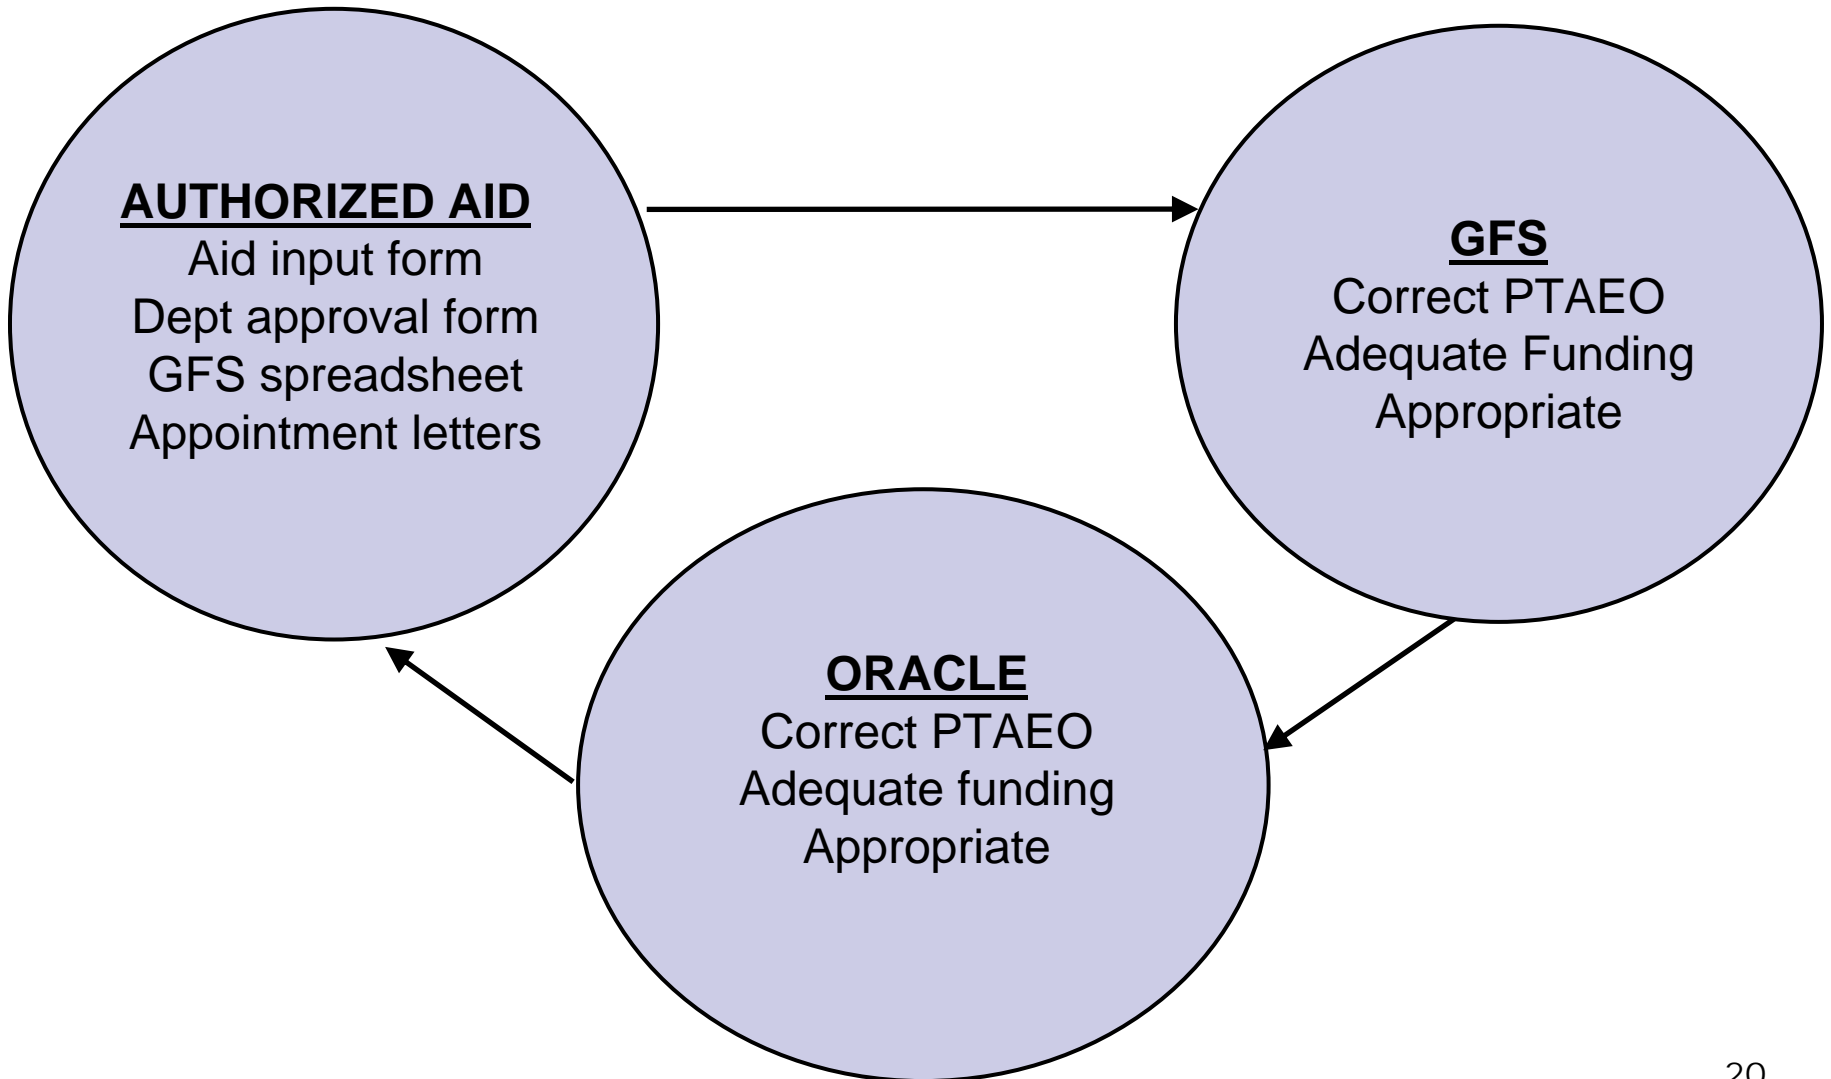 AUTHORIZED AID
Aid input form
Dept approval form
GFS spreadsheet
Appointment letters
GFS
Correct PTAEO
Adequate Funding
Appropriate
ORACLE
Correct PTAEO
Adequate funding
Appropriate
20